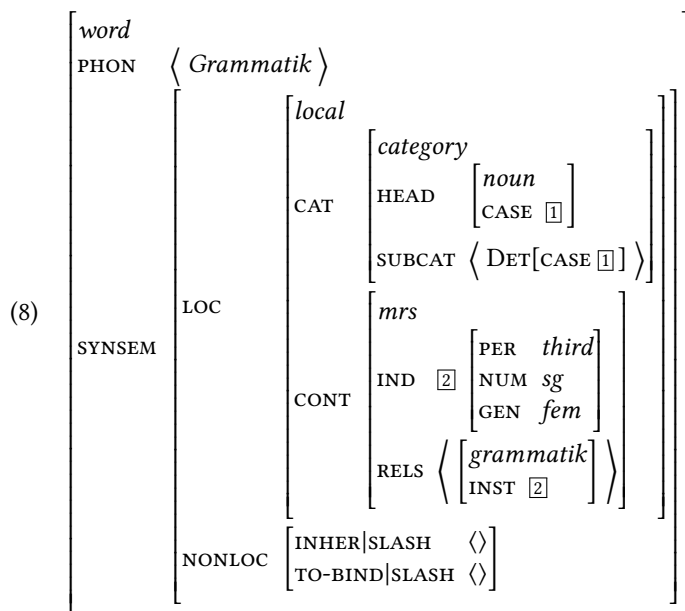 word
PHON ⟨ Grammatik ⟩
local
category
HEAD [noun
CASE 1]
CAT
SUBCAT ⟨ DET[CASE 1] ⟩
(8)
LOC
mrs
SYNSEM
PER third
IND 2 NUM sg
GEN fem
CONT
RELS ⟨ [grammatik
INST 2] ⟩
INHER|SLASH ⟨⟩
NONLOC
TO-BIND|SLASH ⟨⟩